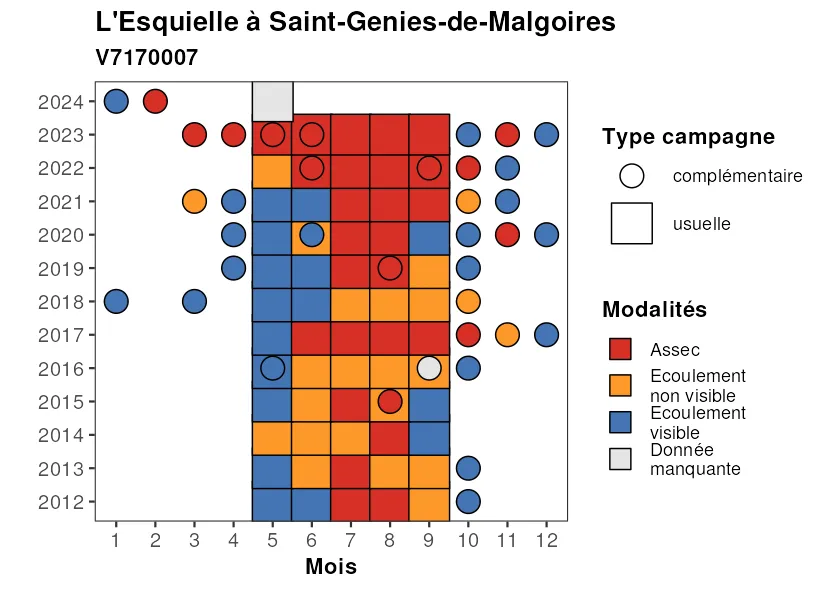 L'Esquielle à Saint-Genies-de-Malgoires
V7170007
2024
2023
2022
2021
2020
2019
2018
2017
2016
2015
2014
2013
2012
1 2 3 4 5 6 7 8 9 10 11 12
Mois
Type campagne
complémentaire
usuelle
Modalités
Assec
Ecoulement
non visible
Ecoulement
visible
Donnée
manquante